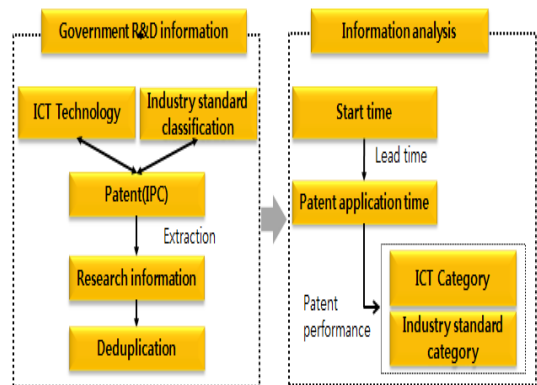 Government R&D information
ICT Technology
Industry standard
classification
Patent(IPC)
Extraction
Research information
Deduplication
Information analysis
Start time
Lead time
Patent application time
Patent
performance
ICT Category
Industry standard
category